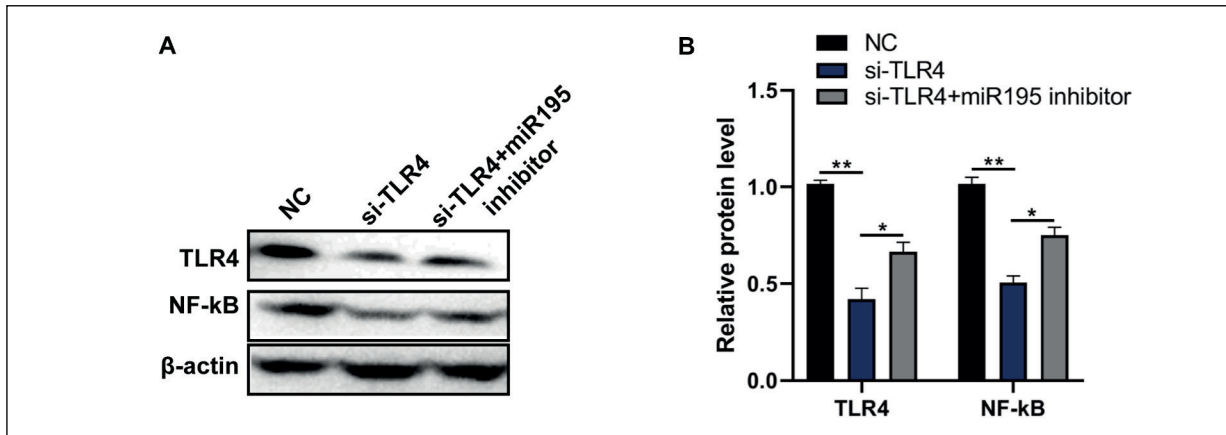 A
NC
si-TLR4
si-TLR4+miR195
inhibitor
TLR4
NF-kB
β-actin
B
NC
si-TLR4
si-TLR4+miR195 inhibitor
Relative protein level
1.5
1.0
0.5
0.0
**
*
**
*
TLR4
NF-kB